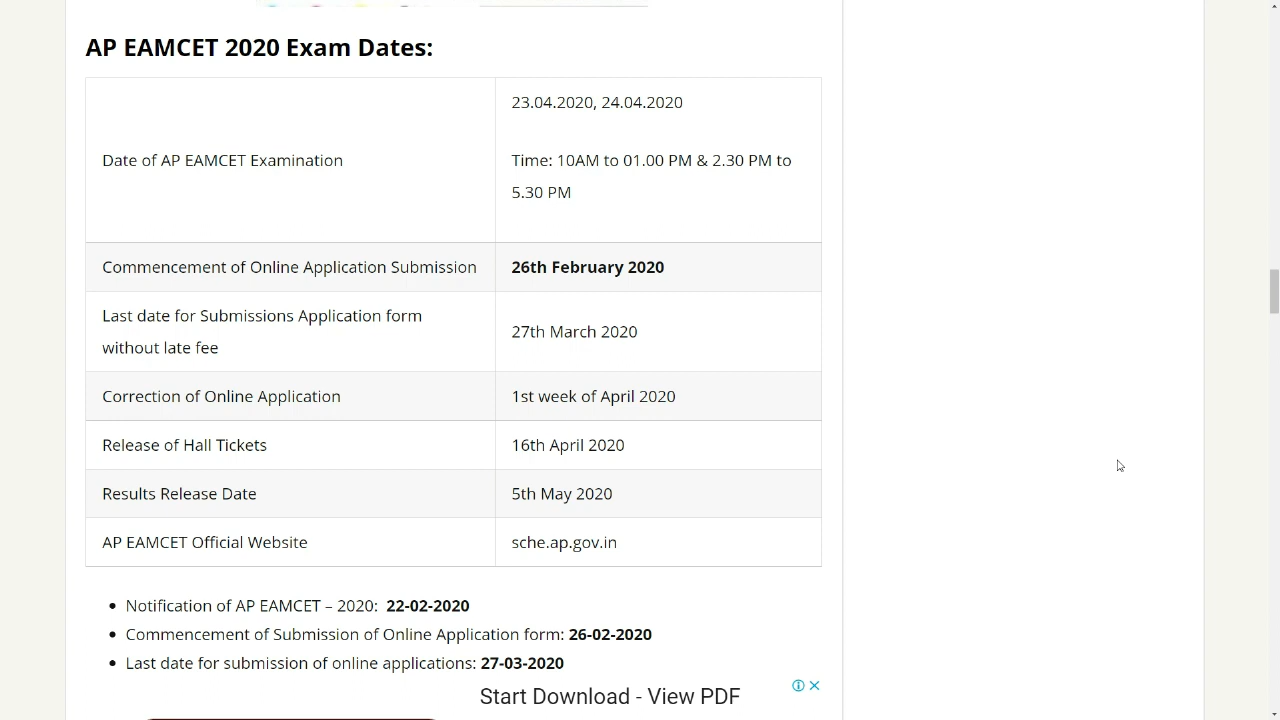 AP EAMCET 2020 Exam Dates:
23.04.2020, 24.04.2020
Date of AP EAMCET Examination
Time: 10AM to 01.00 PM & 2.30 PM to
5.30 PM
Commencement of Online Application Submission
26th February 2020
Last date for Submissions Application form
without late fee
27th March 2020
Correction of Online Application
1st week of April 2020
Release of Hall Tickets
16th April 2020
Results Release Date
5th May 2020
AP EAMCET Official Website
sche.ap.gov.in
Notification of AP EAMCET – 2020: 22-02-2020
Commencement of Submission of Online Application form: 26-02-2020
Last date for submission of online applications: 27-03-2020
Start Download - View PDF